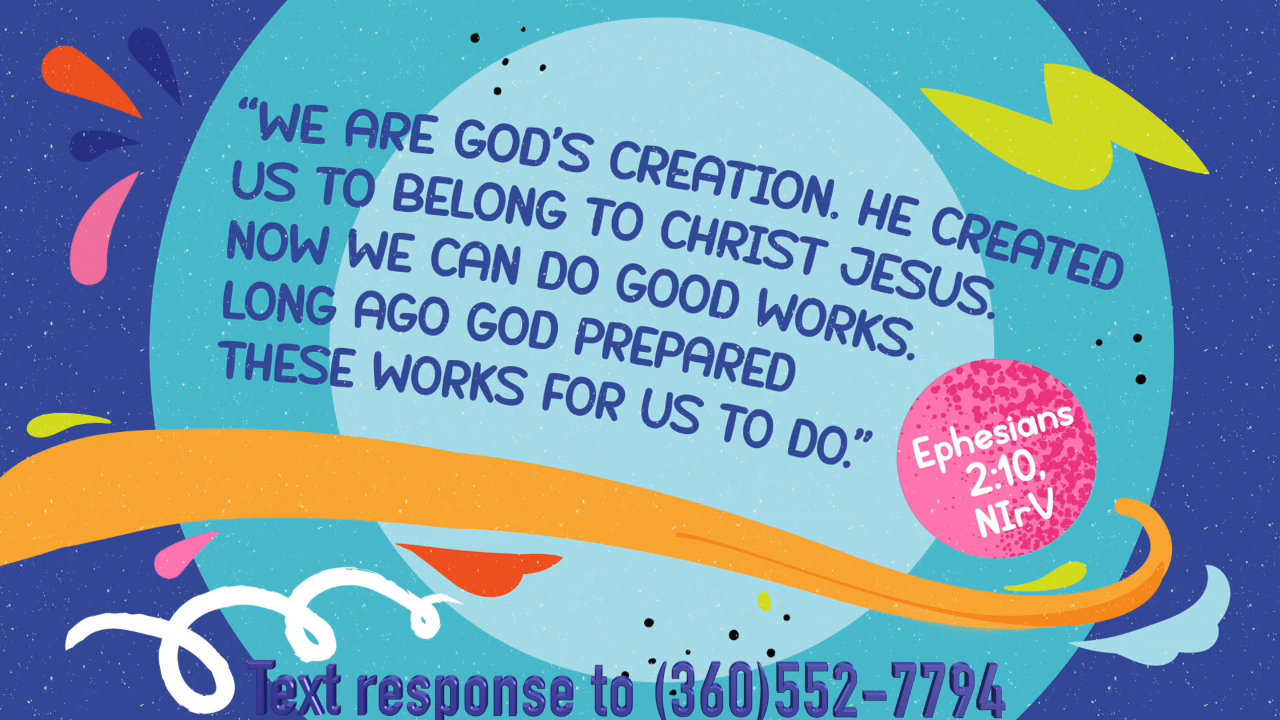 “WE ARE GOD’S CREATION. HE CREATED
US TO BELONG TO CHRIST JESUS.
NOW WE CAN DO GOOD WORKS.
LONG AGO GOD PREPARED
THESE WORKS FOR US TO DO.”
Ephesians
2:10,
NIrV
Text response to (360)552-7794